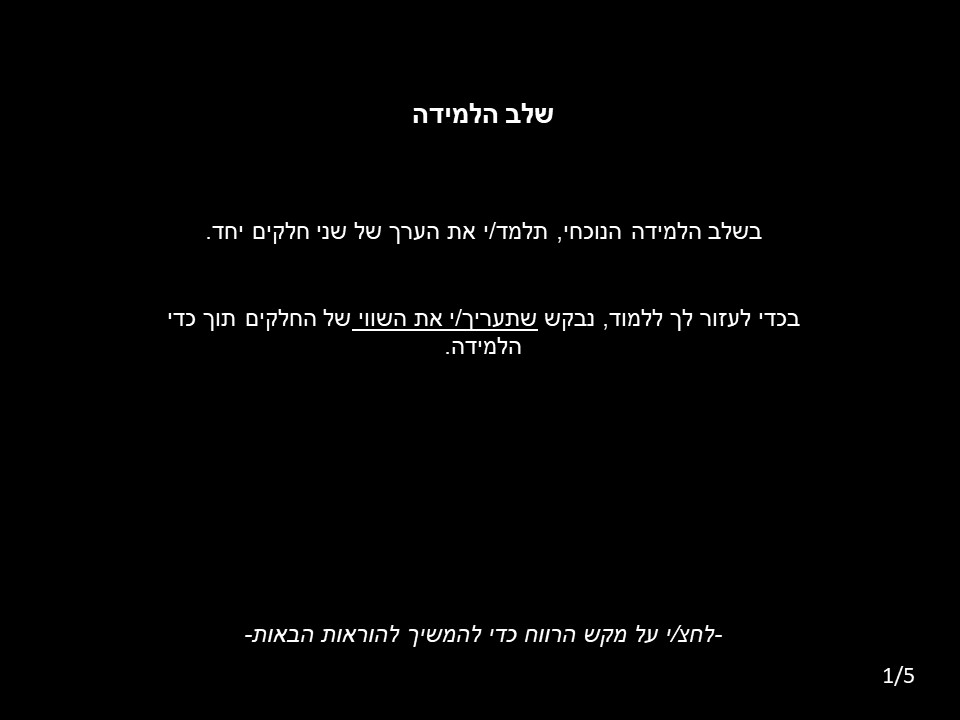 שלב הלמידה
בשלב הלמידה הנוכחי, תלמד/י את הערך של שני חלקים יחד.
בכדי לעזור לך ללמוד, נבקש שתעריך/י את השווי של החלקים תוך כדי
הלמידה.
-לחצ/י על מקש הרווח כדי להמשיך להוראות הבאות-
1/5